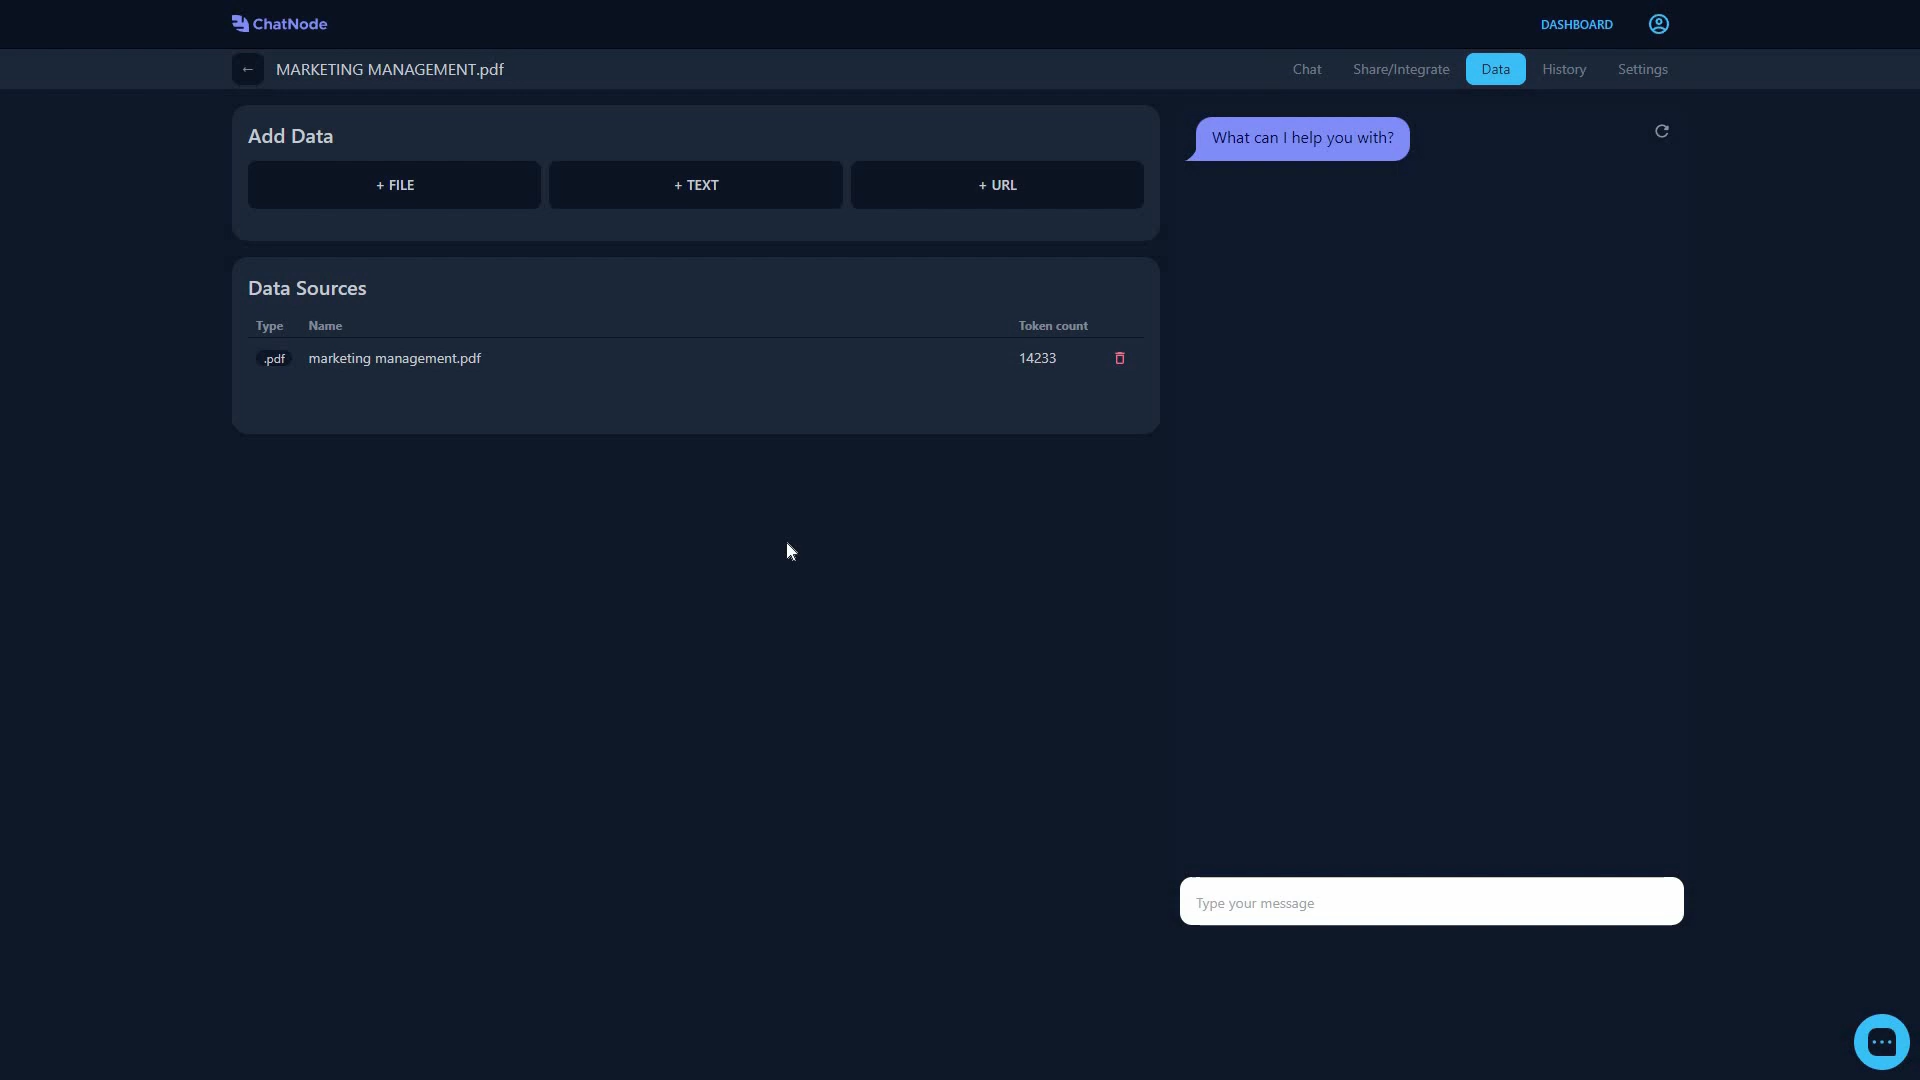 ChatNode
DASHBOARD
← MARKETING MANAGEMENT.pdf
Chat Share/Integrate Data History Settings
Add Data
+ FILE + TEXT + URL
Data Sources
Type Name Token count
.pdf marketing management.pdf 14233
What can I help you with?
Type your message